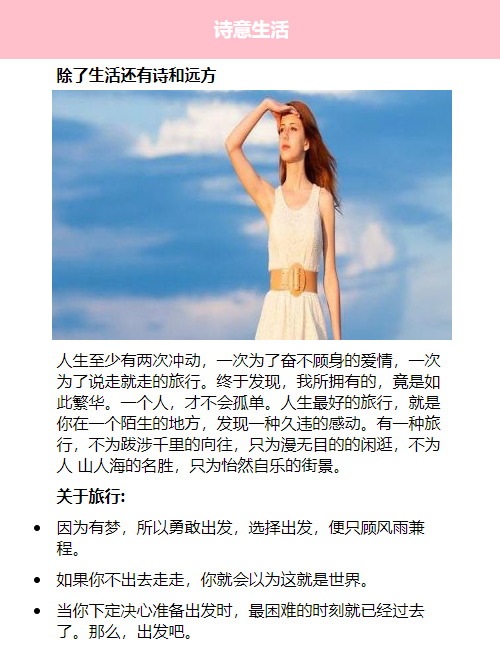 诗意生活
除了生活还有诗和远方
人生至少有两次冲动，一次为了奋不顾身的爱情，一次
为了说走就走的旅行。终于发现，我所拥有的，竟是如
此繁华。一个人，才不会孤单。人生最好的旅行，就是
你在一个陌生的地方，发现一种久违的感动。有一种旅
行，不为跋涉千里的向往，只为漫无目的的闲逛，不为
人 山人海的名胜，只为怡然自乐的街景。
关于旅行:
因为有梦，所以勇敢出发，选择出发，便只顾风雨兼
程。
如果你不出去走走，你就会以为这就是世界。
当你下定决心准备出发时，最困难的时刻就已经过去
了。那么，出发吧。